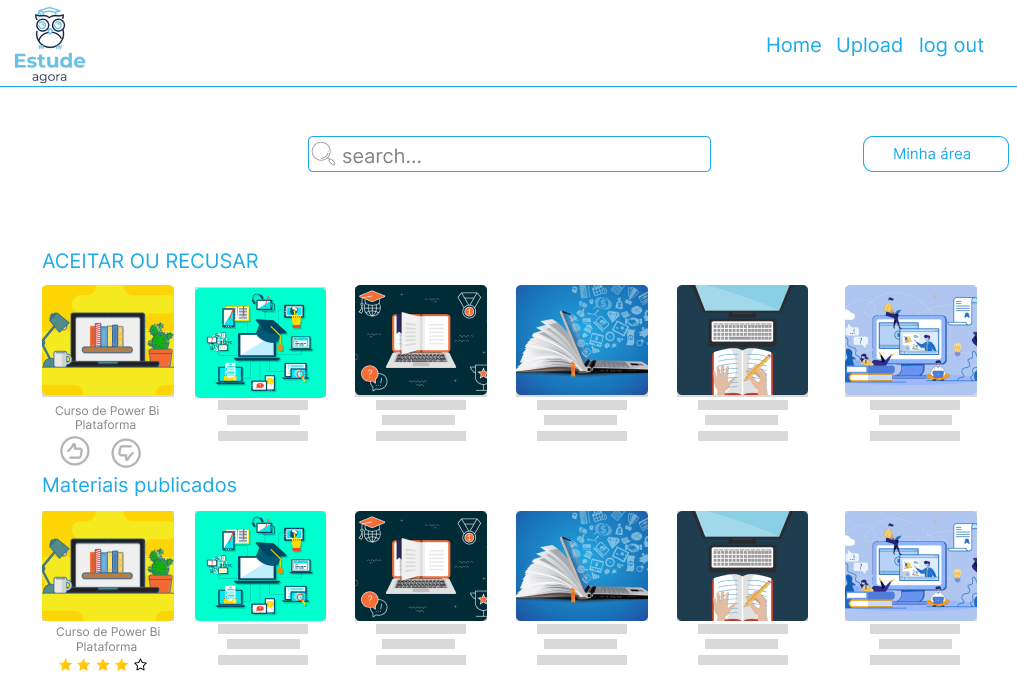 Estude
agora
Home Upload log out
search...
Minha área
ACEITAR OU RECUSAR
Curso de Power Bi
Plataforma
Materiais publicados
Curso de Power Bi
Plataforma